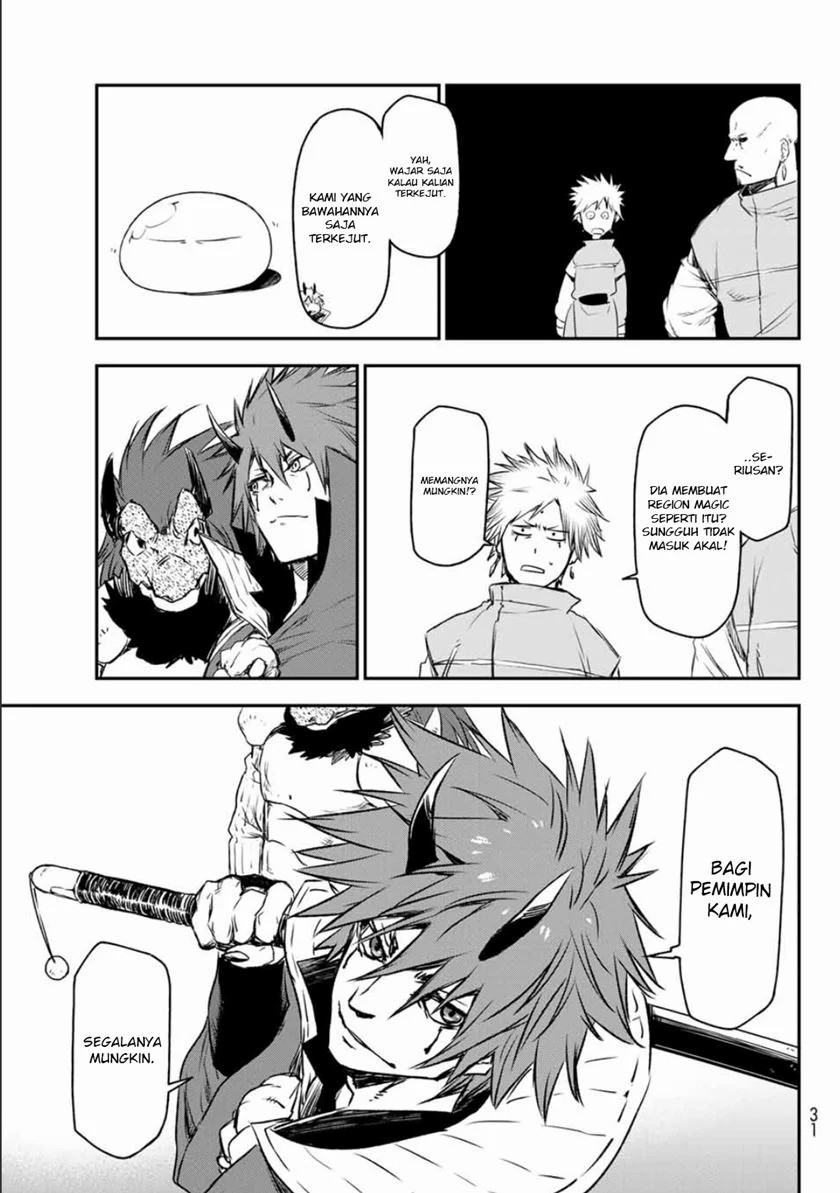 YAH,
WAJAR SAJA
KALAU KALIAN
TERKEJUT.
KAMI YANG
BAWAHANNYA
SAJA
TERKEJUT.
..SE-
RIUSAN?
DIA MEMBUAT
REGION MAGIC
SEPERTI ITU?
SUNGGUH TIDAK
MASUK AKAL!
MEMANGNYA
MUNGKIN!?
BAGI
PEMIMPIN
KAMI,
SEGALANYA
MUNGKIN.
31